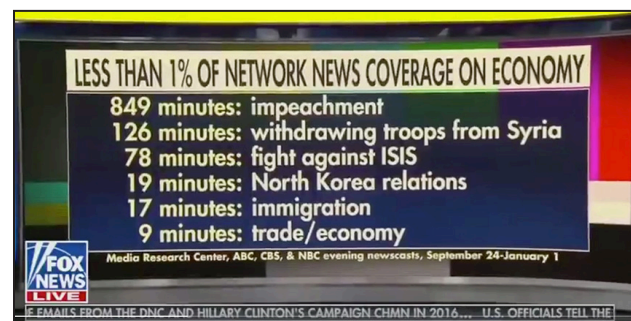 LESS THAN 1% OF NETWORK NEWS COVERAGE ON ECONOMY
849 minutes: impeachment
126 minutes: withdrawing troops from Syria
78 minutes: fight against ISIS
19 minutes: North Korea relations
17 minutes: immigration
9 minutes: trade/economy
Media Research Center, ABC, CBS, & NBC evening newscasts, September 24-January 1
FOX
NEWS
LIVE
EMAILS FROM THE DNC AND HILLARY CLINTON'S CAMPAIGN CHMN IN 2016... U.S. OFFICIALS TELL THE